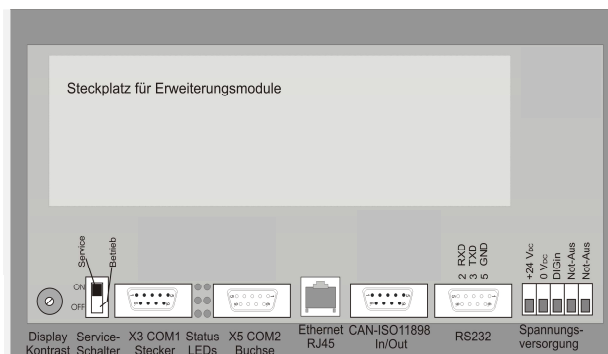 Steckplatz für Erweiterungsmodule
Service
Betrieb
ON
OFF
2 RXD
3 TXD
5 GND
+24 VDC
0 VDC
DIGin
Not-Aus
Not-Aus
Display Kontrast
Service-Schalter
X3 COM1 Stecker
Status LEDs
X5 COM2 Buchse
Ethernet RJ45
CAN-ISO11898 In/Out
RS232
Spannungs-
versorgung